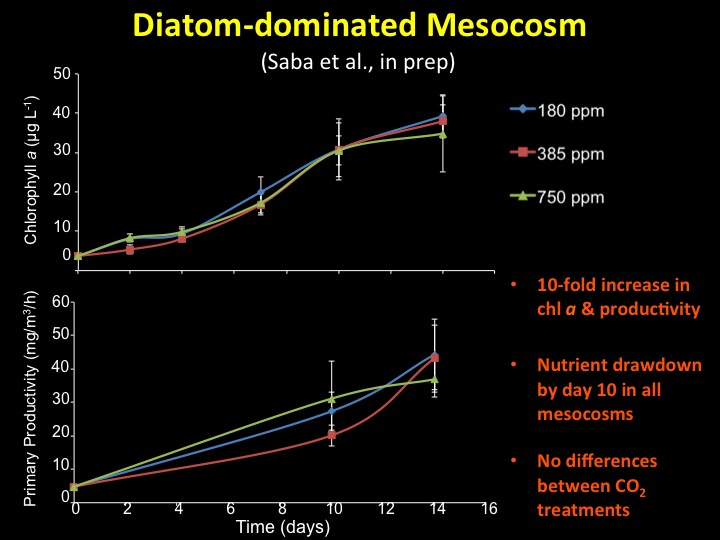 Diatom-dominated Mesocosm
(Saba et al., in prep)
Chlorophyll a (µg L-1)
50
40
30
20
10
0
180 ppm
385 ppm
750 ppm
Primary Productivity (mg/m3/h)
60
50
40
30
20
10
0
0 2 4 6 8 10 12 14 16
Time (days)
• 10-fold increase in
chl a & productivity
• Nutrient drawdown
by day 10 in all
mesocosms
• No differences
between CO2
treatments